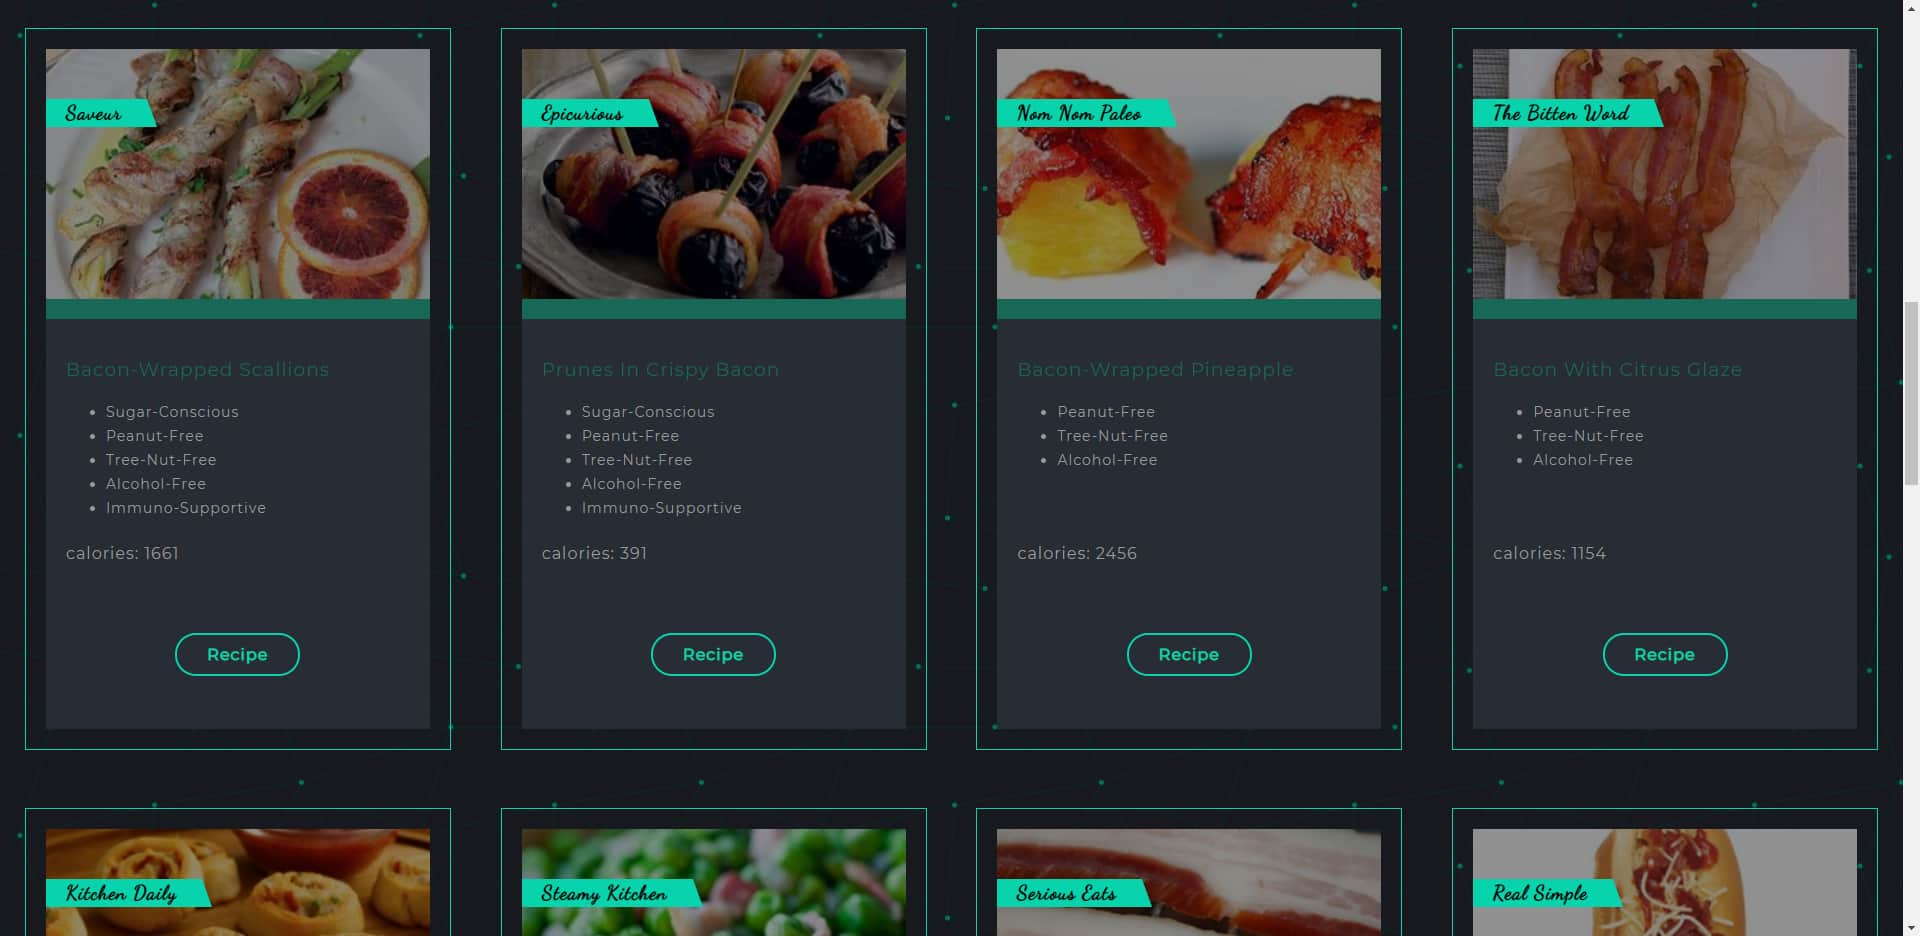 Saveur
Bacon-Wrapped Scallions
Sugar-Conscious
Peanut-Free
Tree-Nut-Free
Alcohol-Free
Immuno-Supportive
calories: 1661
Recipe
Epicurious
Prunes In Crispy Bacon
Sugar-Conscious
Peanut-Free
Tree-Nut-Free
Alcohol-Free
Immuno-Supportive
calories: 391
Recipe
Nom Nom Paleo
Bacon-Wrapped Pineapple
Peanut-Free
Tree-Nut-Free
Alcohol-Free
calories: 2456
Recipe
The Bitten Word
Bacon With Citrus Glaze
Peanut-Free
Tree-Nut-Free
Alcohol-Free
calories: 1154
Recipe
Kitchen Daily
Steamy Kitchen
Serious Eats
Real Simple